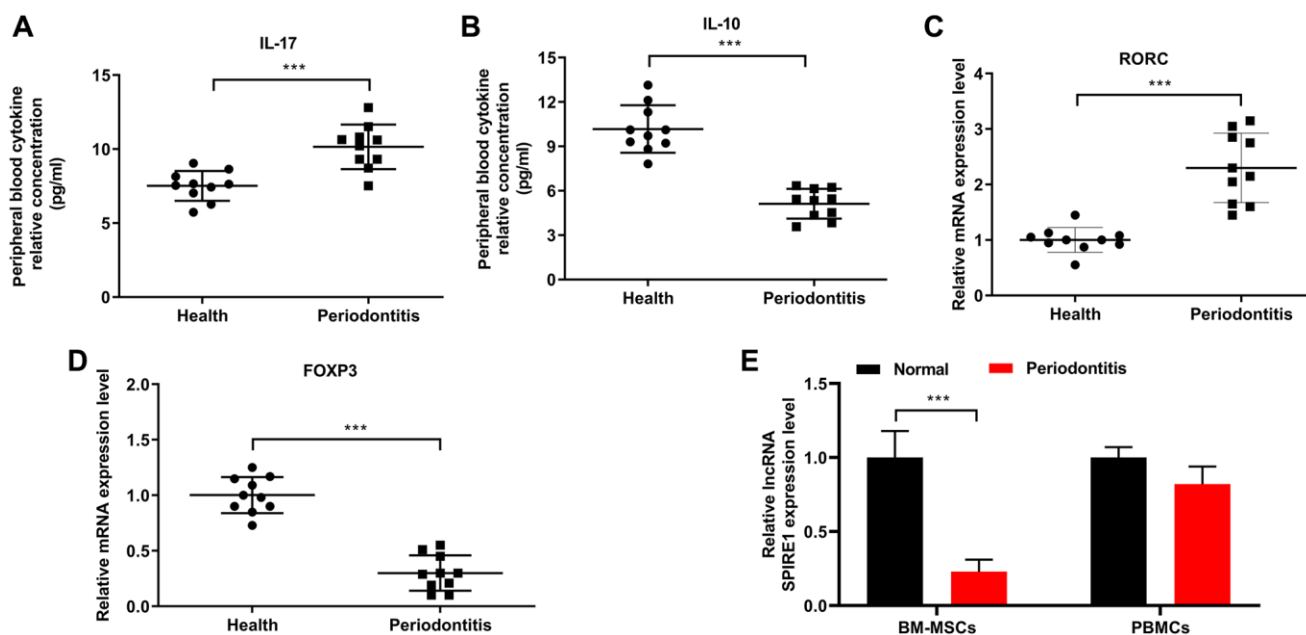 A
IL-17
***
Peripheral blood cytokine
relative concentration
(pg/ml)
15
10
5
0
Health
Periodontitis
B
IL-10
***
Peripheral blood cytokine
relative concentration
(pg/ml)
15
12
9
6
3
0
Health
Periodontitis
C
RORC
***
Relative mRNA expression level
4
3
2
1
0
Health
Periodontitis
D
FOXP3
***
Relative mRNA expression level
2.0
1.5
1.0
0.5
0.0
Health
Periodontitis
E
Normal
Periodontitis
***
Relative lncRNA
SPIRE1 expression level
1.5
1.0
0.5
0.0
BM-MSCs
PBMCs